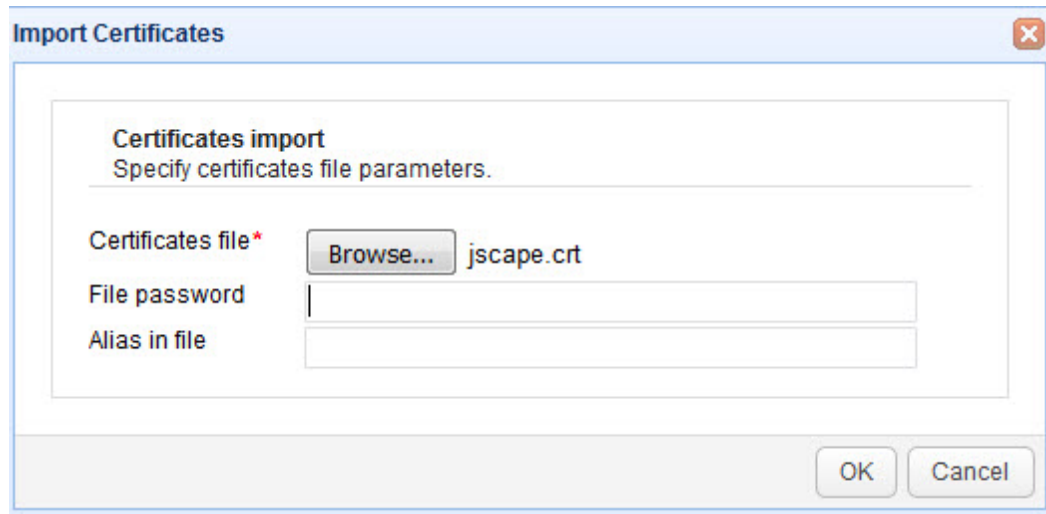 Import Certificates
Certificates import
Specify certificates file parameters.
Certificates file*
Browse... jscape.crt
File password
Alias in file
OK Cancel